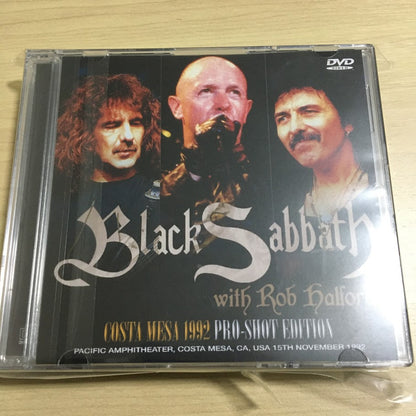 DVD
VIDEO
Black Sabbath
with Rob Halford
COSTA MESA 1992 PRO-SHOT EDITION
PACIFIC AMPHITHEATER, COSTA MESA, CA, USA 15TH NOVEMBER 1992